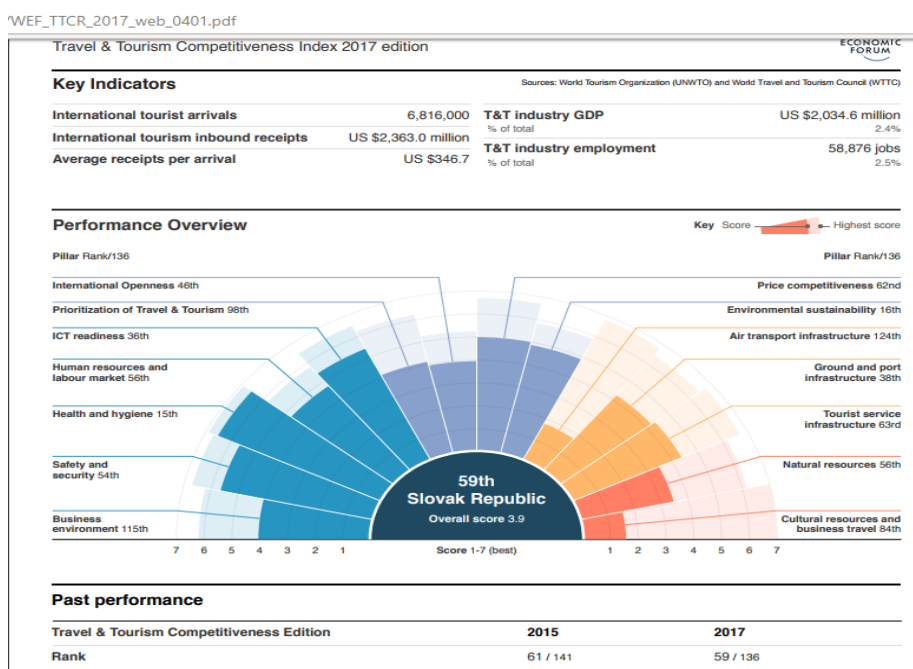 WEF_TTCR_2017_web_0401.pdf
Travel & Tourism Competitiveness Index 2017 edition
ECONOMIC
FORUM
Key Indicators
Sources: World Tourism Organization (UNWTO) and World Travel and Tourism Council (WTTC)
International tourist arrivals 6,816,000
International tourism inbound receipts US $2,363.0 million
Average receipts per arrival US $346.7
T&T industry GDP US $2,034.6 million
% of total 2.4%
T&T industry employment 58,876 jobs
% of total 2.5%
Performance Overview
Key Score Highest score
Pillar Rank/136
Pillar Rank/136
International Openness 46th
Prioritization of Travel & Tourism 98th
ICT readiness 36th
Human resources and
labour market 56th
Health and hygiene 15th
Safety and
security 54th
Business
environment 115th
Price competitiveness 62nd
Environmental sustainability 16th
Air transport infrastructure 124th
Ground and port
infrastructure 38th
Tourist service
infrastructure 63rd
Natural resources 56th
Cultural resources and
business travel 84th
59th
Slovak Republic
Overall score 3.9
7 6 5 4 3 2 1 Score 1-7 (best) 1 2 3 4 5 6 7
Past performance
Travel & Tourism Competitiveness Edition 2015 2017
Rank 61 / 141 59 / 136